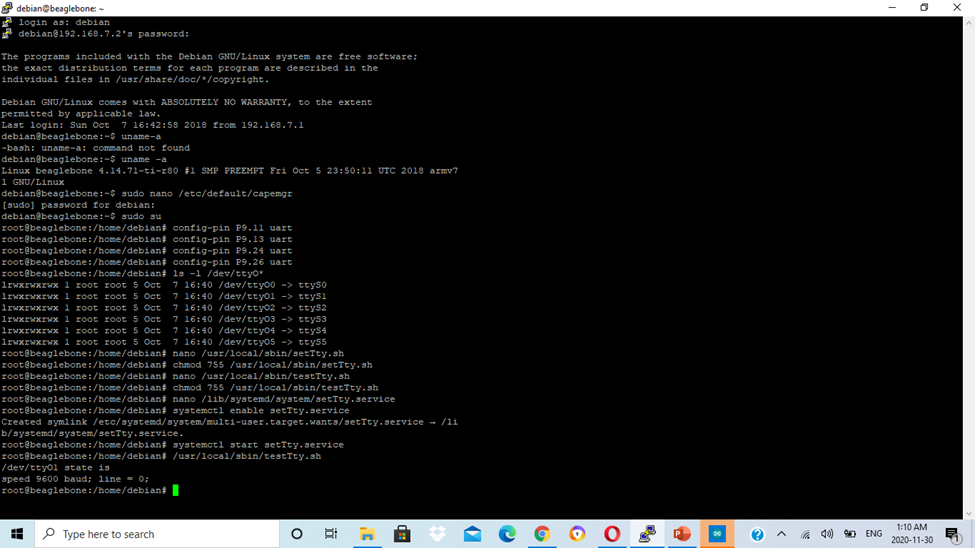 debian@beaglebone: ~
login as: debian
debian@192.168.7.2's password:
The programs included with the Debian GNU/Linux system are free software;
the exact distribution terms for each program are described in the
individual files in /usr/share/doc/*/copyright.
Debian GNU/Linux comes with ABSOLUTELY NO WARRANTY, to the extent
permitted by applicable law.
Last login: Sun Oct  7 16:42:58 2018 from 192.168.7.1
debian@beaglebone:~$ uname-a
-bash: uname-a: command not found
debian@beaglebone:~$ uname -a
Linux beaglebone 4.14.71-ti-r80 #1 SMP PREEMPT Fri Oct 5 23:50:11 UTC 2018 armv7
l GNU/Linux
debian@beaglebone:~$ sudo nano /etc/default/capemgr
[sudo] password for debian:
debian@beaglebone:~$ sudo su
root@beaglebone:/home/debian# config-pin P9.11 uart
root@beaglebone:/home/debian# config-pin P9.13 uart
root@beaglebone:/home/debian# config-pin P9.24 uart
root@beaglebone:/home/debian# config-pin P9.26 uart
root@beaglebone:/home/debian# ls -l /dev/ttyO*
lrwxrwxrwx 1 root root 5 Oct  7 16:40 /dev/ttyO0 -> ttyS0
lrwxrwxrwx 1 root root 5 Oct  7 16:40 /dev/ttyO1 -> ttyS1
lrwxrwxrwx 1 root root 5 Oct  7 16:40 /dev/ttyO2 -> ttyS2
lrwxrwxrwx 1 root root 5 Oct  7 16:40 /dev/ttyO3 -> ttyS3
lrwxrwxrwx 1 root root 5 Oct  7 16:40 /dev/ttyO4 -> ttyS4
lrwxrwxrwx 1 root root 5 Oct  7 16:40 /dev/ttyO5 -> ttyS5
root@beaglebone:/home/debian# nano /usr/local/sbin/setTty.sh
root@beaglebone:/home/debian# chmod 755 /usr/local/sbin/setTty.sh
root@beaglebone:/home/debian# nano /usr/local/sbin/testTty.sh
root@beaglebone:/home/debian# chmod 755 /usr/local/sbin/testTty.sh
root@beaglebone:/home/debian# nano /lib/systemd/system/setTty.service
root@beaglebone:/home/debian# systemctl enable setTty.service
Created symlink /etc/systemd/system/multi-user.target.wants/setTty.service → /li
b/systemd/system/setTty.service.
root@beaglebone:/home/debian# systemctl start setTty.service
root@beaglebone:/home/debian# /usr/local/sbin/testTty.sh
/dev/ttyO1 state is
speed 9600 baud; line = 0;
root@beaglebone:/home/debian#
Type here to search
ENG
1:10 AM
2020-11-30
1